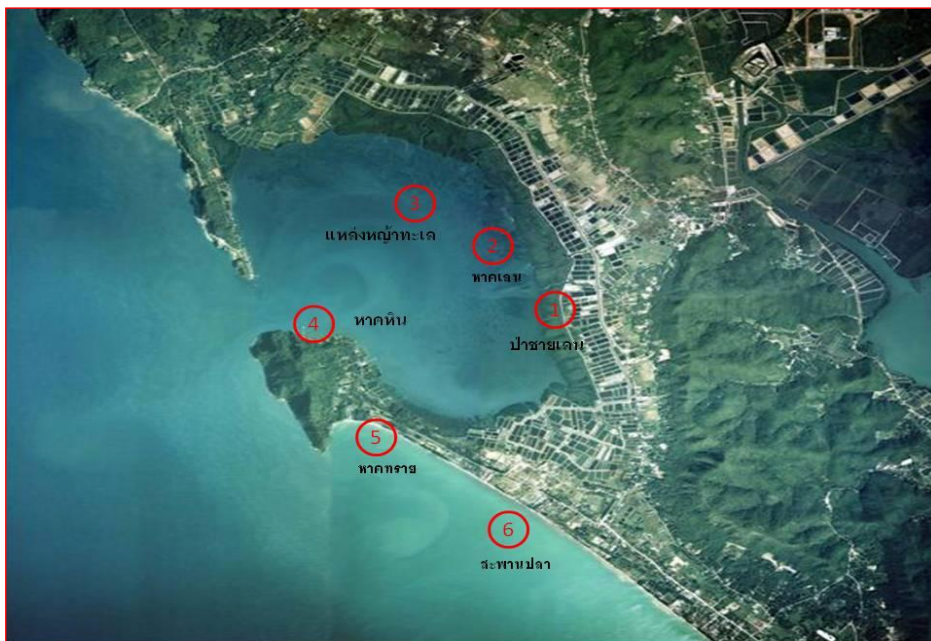 3
แหล่งหญ้าทะเล
2
หาดเลน
1
ป่าชายเลน
4
หาดหิน
5
หาดทราย
6
สะพานปลา